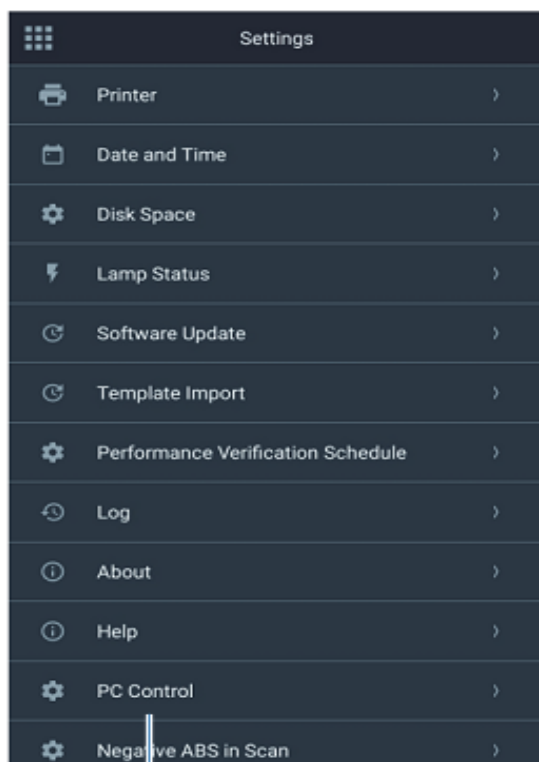 Settings
Printer
Date and Time
Disk Space
Lamp Status
Software Update
Template Import
Performance Verification Schedule
Log
About
Help
PC Control
Negative ABS in Scan